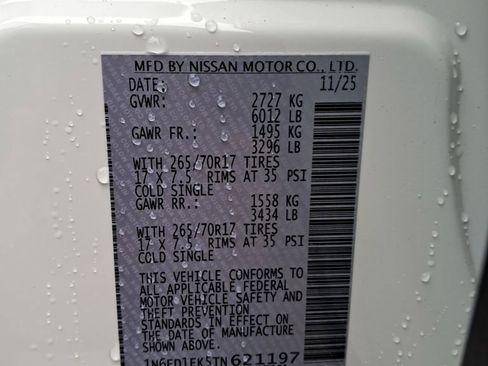 MFD BY NISSAN MOTOR CO., LTD.
DATE: 11/25
GVWR: 2727 KG
6012 LB
GAWR FR.: 1495 KG
3296 LB
WITH 265/70R17 TIRES
17 X 7.5 RIMS AT 35 PSI
COLD SINGLE
GAWR RR.: 1558 KG
3434 LB
WITH 265/70R17 TIRES
17 X 7.5 RIMS AT 35 PSI
COLD SINGLE
THIS VEHICLE CONFORMS TO
ALL APPLICABLE FEDERAL
MOTOR VEHICLE SAFETY AND
THEFT PREVENTION
STANDARDS IN EFFECT ON
THE DATE OF MANUFACTURE
SHOWN ABOVE.
1N6ED1EK5TN621197